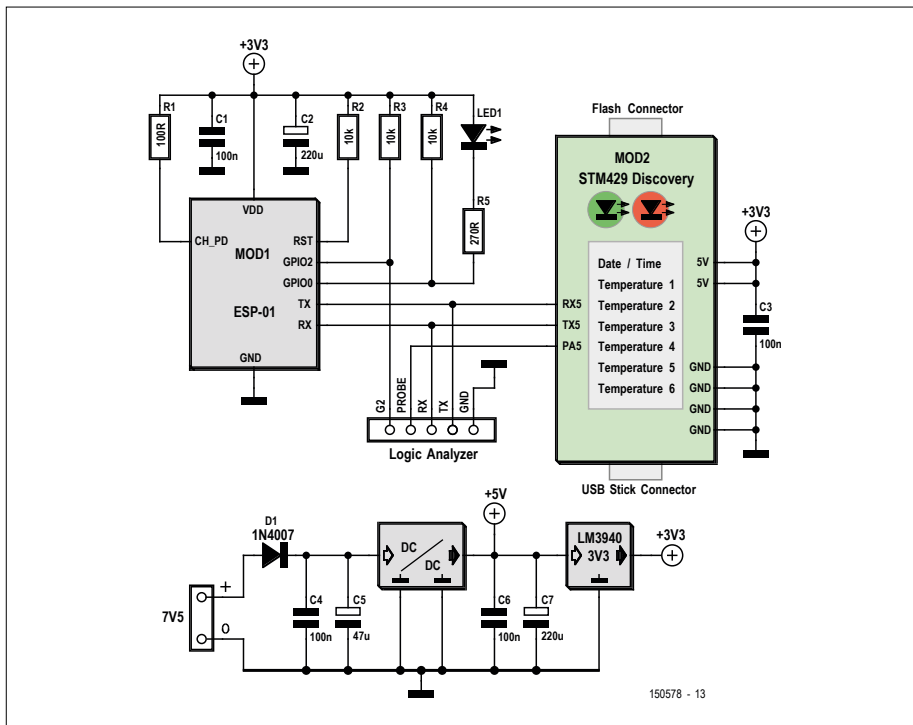 +3V3
R1
100R
C1
100n
C2
220u
R2
10k
R3
10k
R4
10k
LED1
R5
270R
VDD
CH_PD
MOD1
ESP-01
RST
GPIO2
GPIO0
TX
RX
GND
G2
PROBE
RX
TX
GND
Logic Analyzer
Flash Connector
MOD2
STM429 Discovery
Date / Time
Temperature 1
Temperature 2
Temperature 3
Temperature 4
Temperature 5
Temperature 6
RX5
TX5
PA5
5V
5V
GND
GND
GND
GND
+3V3
C3
100n
USB Stick Connector
7V5
+
0
D1
1N4007
C4
100n
C5
47u
DC
DC
+5V
C6
100n
C7
220u
LM3940
3V3
+3V3
150578 - 13